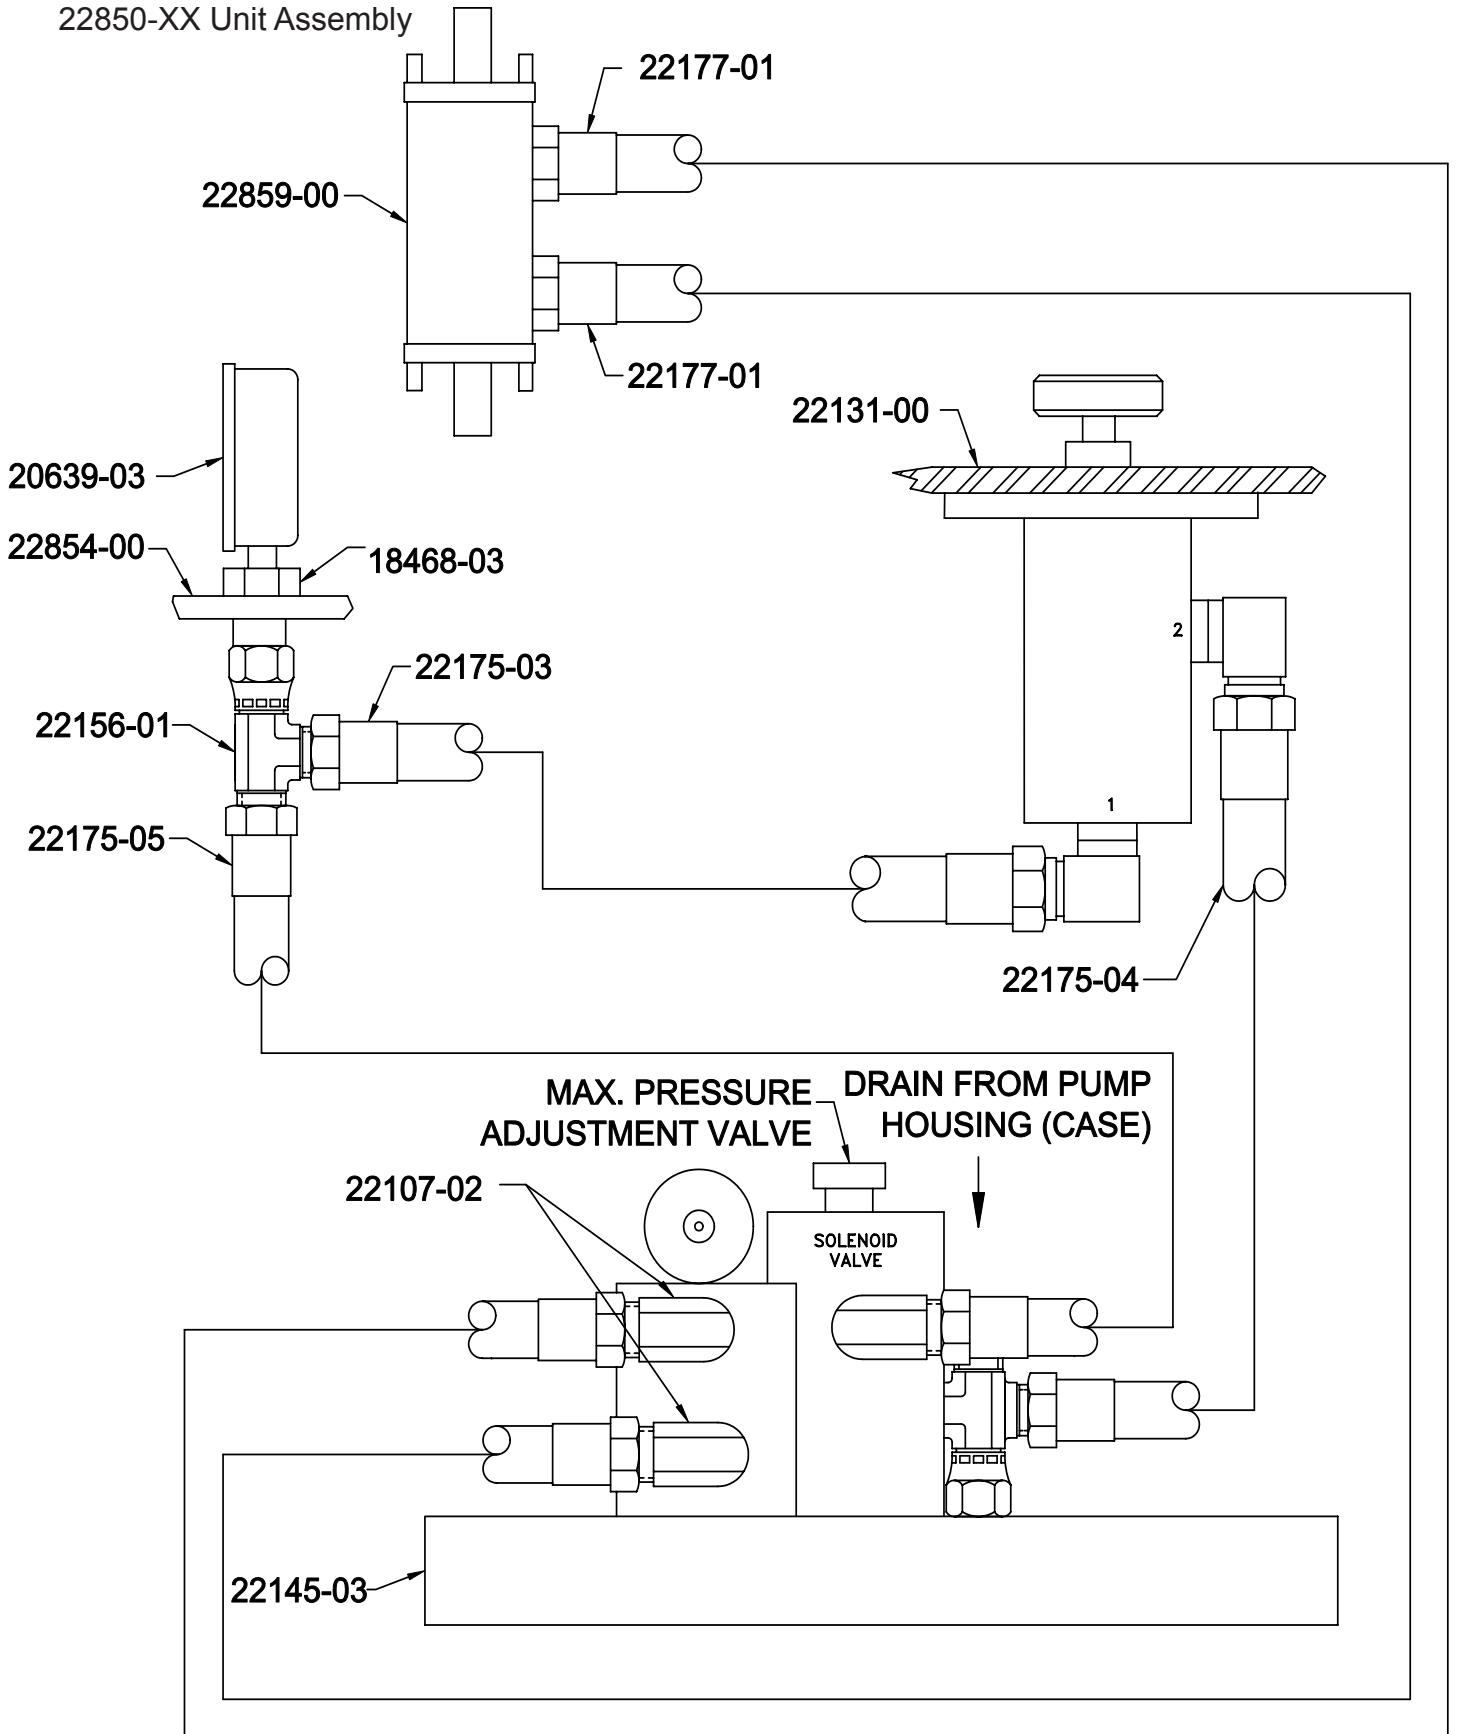 22850-XX Unit Assembly
22177-01
22859-00
22177-01
22131-00
20639-03
22854-00
18468-03
2
22175-03
22156-01
1
22175-05
22175-04
MAX. PRESSURE
ADJUSTMENT VALVE
DRAIN FROM PUMP
HOUSING (CASE)
22107-02
SOLENOID
VALVE
22145-03